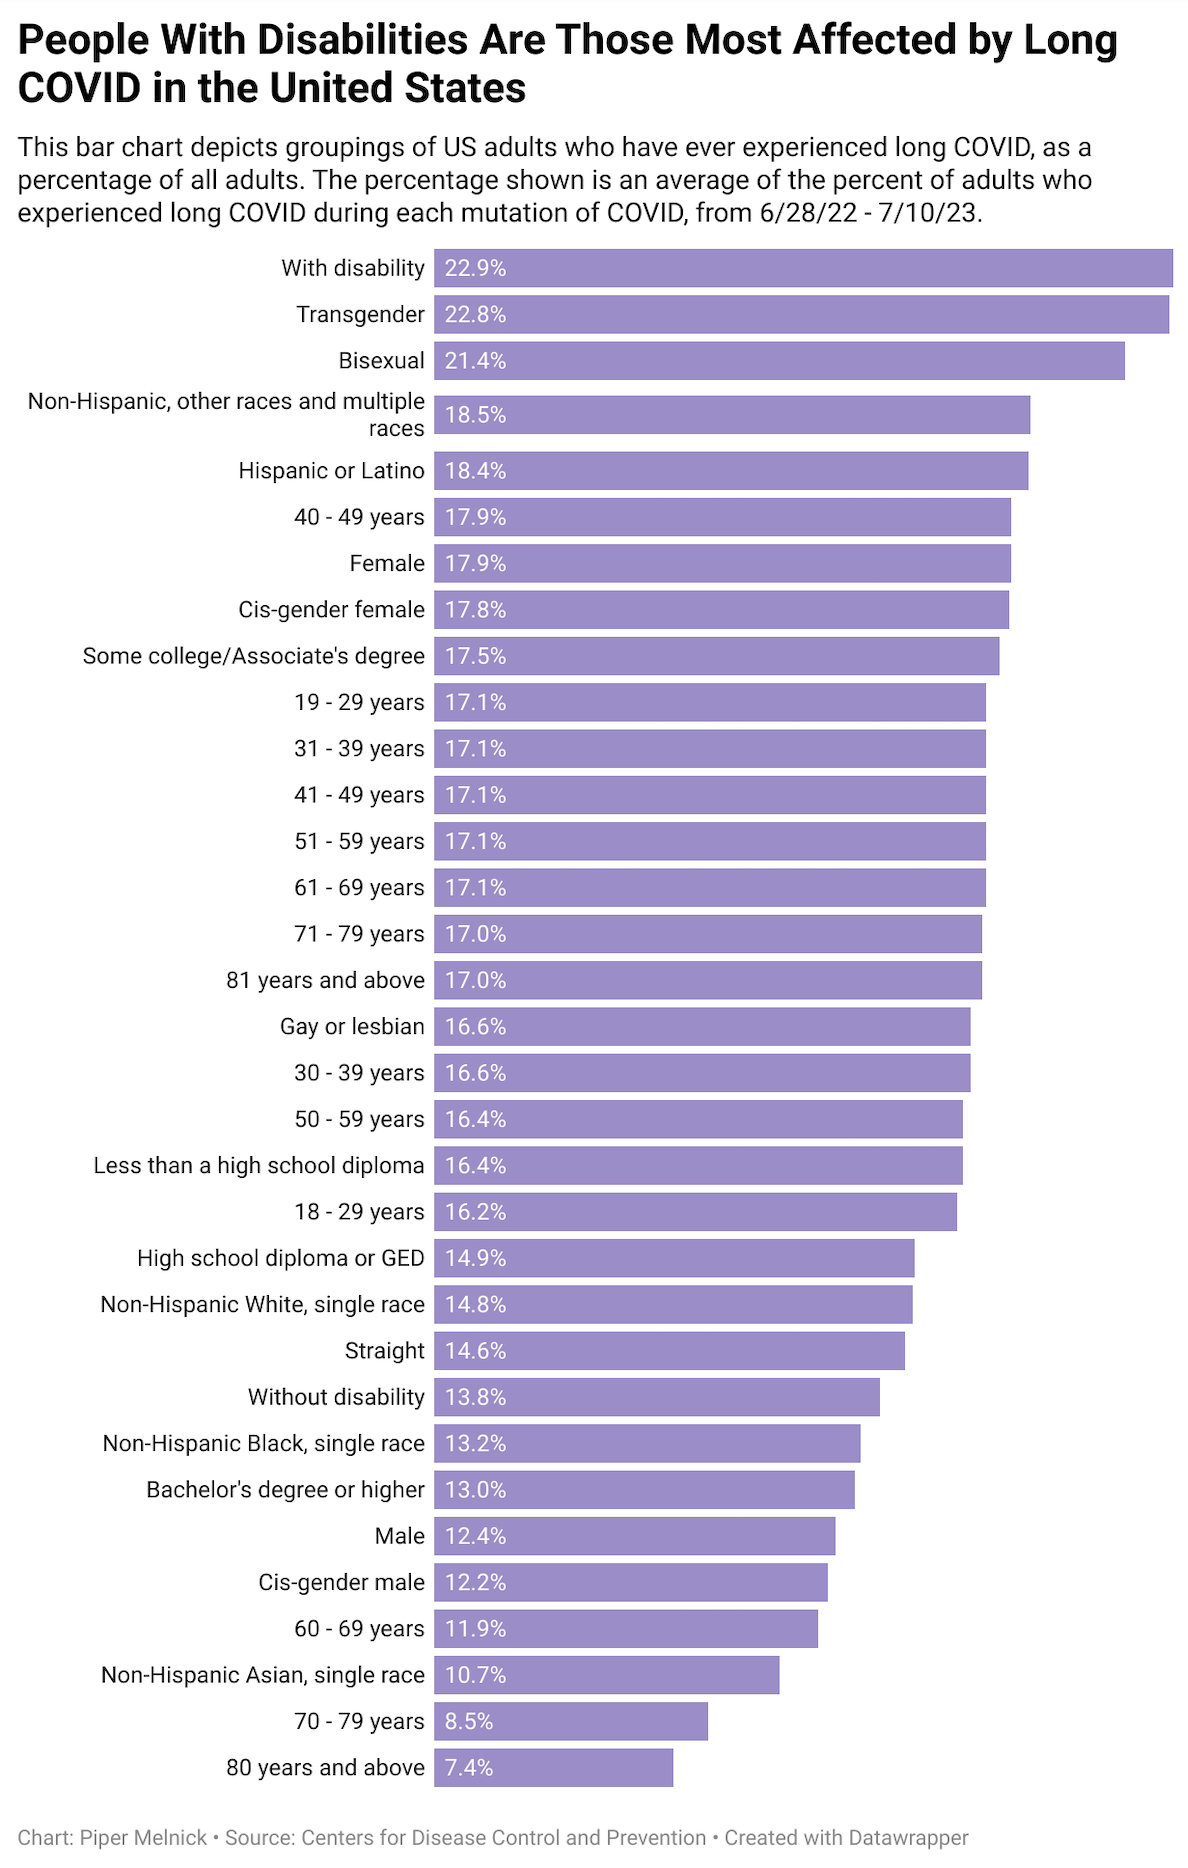 People With Disabilities Are Those Most Affected by Long
COVID in the United States
This bar chart depicts groupings of US adults who have ever experienced long COVID, as a
percentage of all adults. The percentage shown is an average of the percent of adults who
experienced long COVID during each mutation of COVID, from 6/28/22 - 7/10/23.
With disability 22.9%
Transgender 22.8%
Bisexual 21.4%
Non-Hispanic, other races and multiple
races 18.5%
Hispanic or Latino 18.4%
40 - 49 years 17.9%
Female 17.9%
Cis-gender female 17.8%
Some college/Associate's degree 17.5%
19 - 29 years 17.1%
31 - 39 years 17.1%
41 - 49 years 17.1%
51 - 59 years 17.1%
61 - 69 years 17.1%
71 - 79 years 17.0%
81 years and above 17.0%
Gay or lesbian 16.6%
30 - 39 years 16.6%
50 - 59 years 16.4%
Less than a high school diploma 16.4%
18 - 29 years 16.2%
High school diploma or GED 14.9%
Non-Hispanic White, single race 14.8%
Straight 14.6%
Without disability 13.8%
Non-Hispanic Black, single race 13.2%
Bachelor's degree or higher 13.0%
Male 12.4%
Cis-gender male 12.2%
60 - 69 years 11.9%
Non-Hispanic Asian, single race 10.7%
70 - 79 years 8.5%
80 years and above 7.4%
Chart: Piper Melnick • Source: Centers for Disease Control and Prevention • Created with Datawrapper